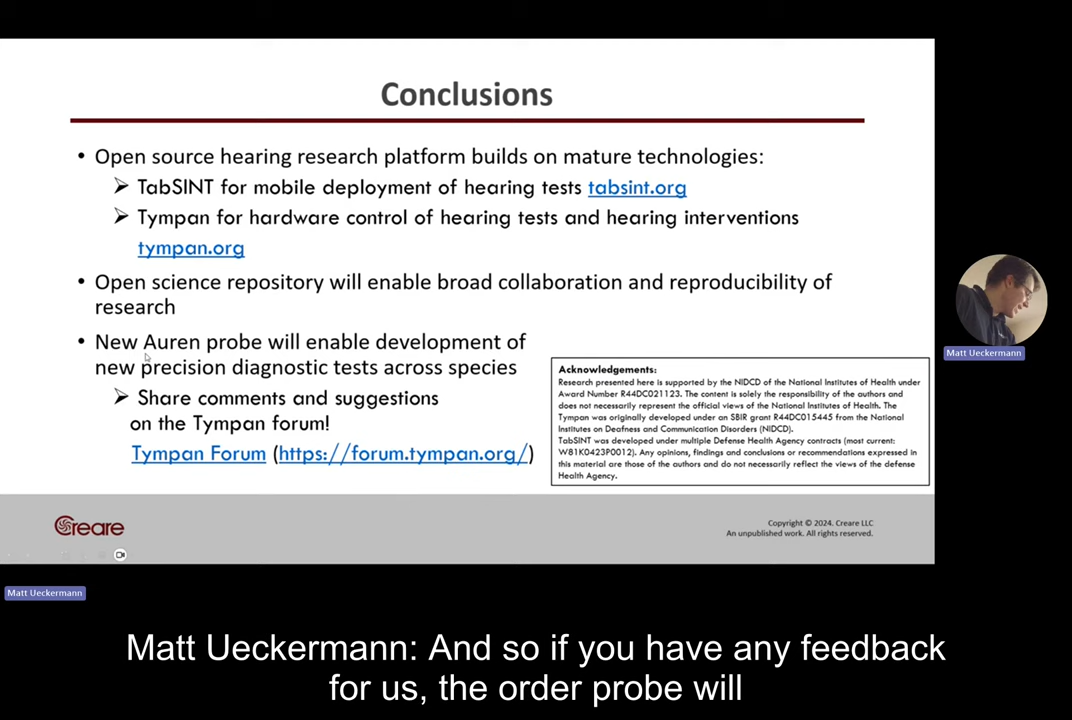 Conclusions
• Open source hearing research platform builds on mature technologies:
➢ TabSINT for mobile deployment of hearing tests tabsint.org
➢ Tympan for hardware control of hearing tests and hearing interventions
tympan.org
• Open science repository will enable broad collaboration and reproducibility of
research
• New Auren probe will enable development of
new precision diagnostic tests across species
➢ Share comments and suggestions
on the Tympan forum!
Tympan Forum (https://forum.tympan.org/)
Acknowledgements:
Research presented here is supported by the NIDCD of the National Institutes of Health under
Award Number R44DC021123. The content is solely the responsibility of the authors and
does not necessarily represent the official views of the National Institutes of Health. The
Tympan was originally developed under an SBIR grant R44DC015445 from the National
Institutes on Deafness and Communication Disorders (NIDCD).
TabSINT was developed under multiple Defense Health Agency contracts (most current:
W81K0423P0012). Any opinions, findings and conclusions or recommendations expressed in
this material are those of the authors and do not necessarily reflect the views of the defense
Health Agency.
Creare
Copyright © 2024. Creare LLC
An unpublished work. All rights reserved.
Matt Ueckermann
Matt Ueckermann
Matt Ueckermann: And so if you have any feedback
for us, the order probe will